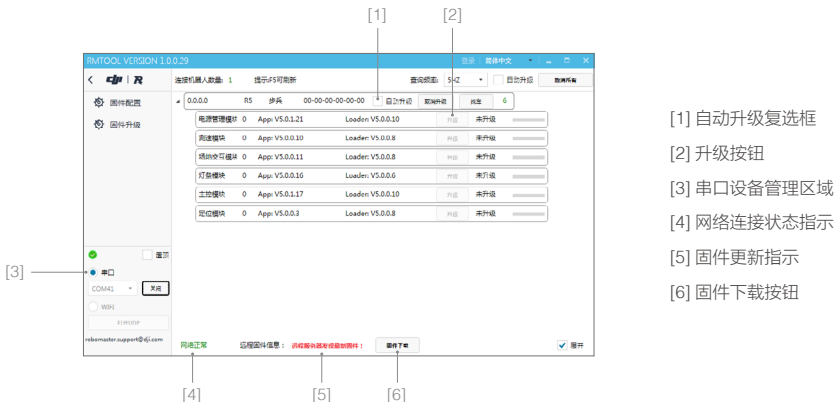 [1] [2]
RMTOOL VERSION 1.0.0.29 登录 简体中文
dji R 连接机器人数量: 1 提示:F5可刷新 查询频率: 5HZ 自动升级 取消所有
固件配置
固件升级
0.0.0.0 R5 步兵 00-00-00-00-00-00 自动升级 取消升级 6
电源管理模块 0 App: V5.0.1.21 Loader: V5.0.0.10 升级 未升级
测速模块 0 App: V5.0.0.10 Loader: V5.0.0.8 升级 未升级
场地交互模块 0 App: V5.0.0.11 Loader: V5.0.0.8 升级 未升级
灯条模块 0 App: V5.0.0.16 Loader: V5.0.0.6 升级 未升级
主控模块 0 App: V5.0.1.17 Loader: V5.0.0.10 升级 未升级
定位模块 0 App: V5.0.0.3 Loader: V5.0.0.8 升级 未升级
置顶
[3] 串口
COM41 关闭
WIFI
robomaster.support@dji.com
网络正常 远程固件信息: 远程服务器发现最新固件! 固件下载 展开
[4] [5] [6]
[1] 自动升级复选框
[2] 升级按钮
[3] 串口设备管理区域
[4] 网络连接状态指示
[5] 固件更新指示
[6] 固件下载按钮